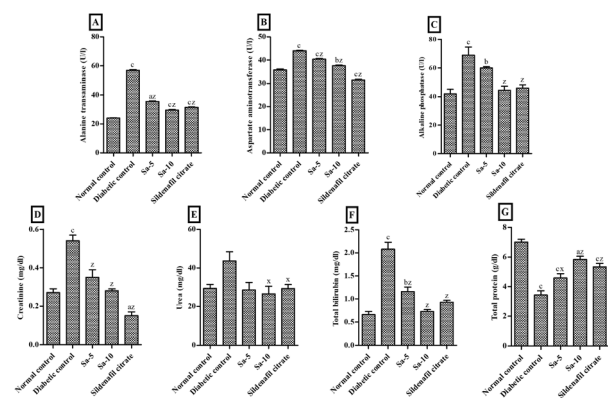 A
Alanine transaminase (U/l)
80
60
40
20
0
c
az
cz
cz
Normal control
Diabetic control
Sa-5
Sa-10
Sildenafil citrate
B
Aspartate aminotransferase (U/l)
50
40
30
20
10
0
c
cz
bz
cz
Normal control
Diabetic control
Sa-5
Sa-10
Sildenafil citrate
C
Alkaline phosphatase (U/l)
80
60
40
20
0
c
b
z
z
Normal control
Diabetic control
Sa-5
Sa-10
Sildenafil citrate
D
Creatinine (mg/dl)
0.6
0.4
0.2
0.0
c
z
z
az
Normal control
Diabetic control
Sa-5
Sa-10
Sildenafil citrate
E
Urea (mg/dl)
60
40
20
0
x
x
Normal control
Diabetic control
Sa-5
Sa-10
Sildenafil citrate
F
Total bilirubin (mg/dl)
2.5
2.0
1.5
1.0
0.5
0.0
c
bz
z
z
Normal control
Diabetic control
Sa-5
Sa-10
Sildenafil citrate
G
Total protein (g/dl)
8
6
4
2
0
c
cx
az
cz
Normal control
Diabetic control
Sa-5
Sa-10
Sildenafil citrate